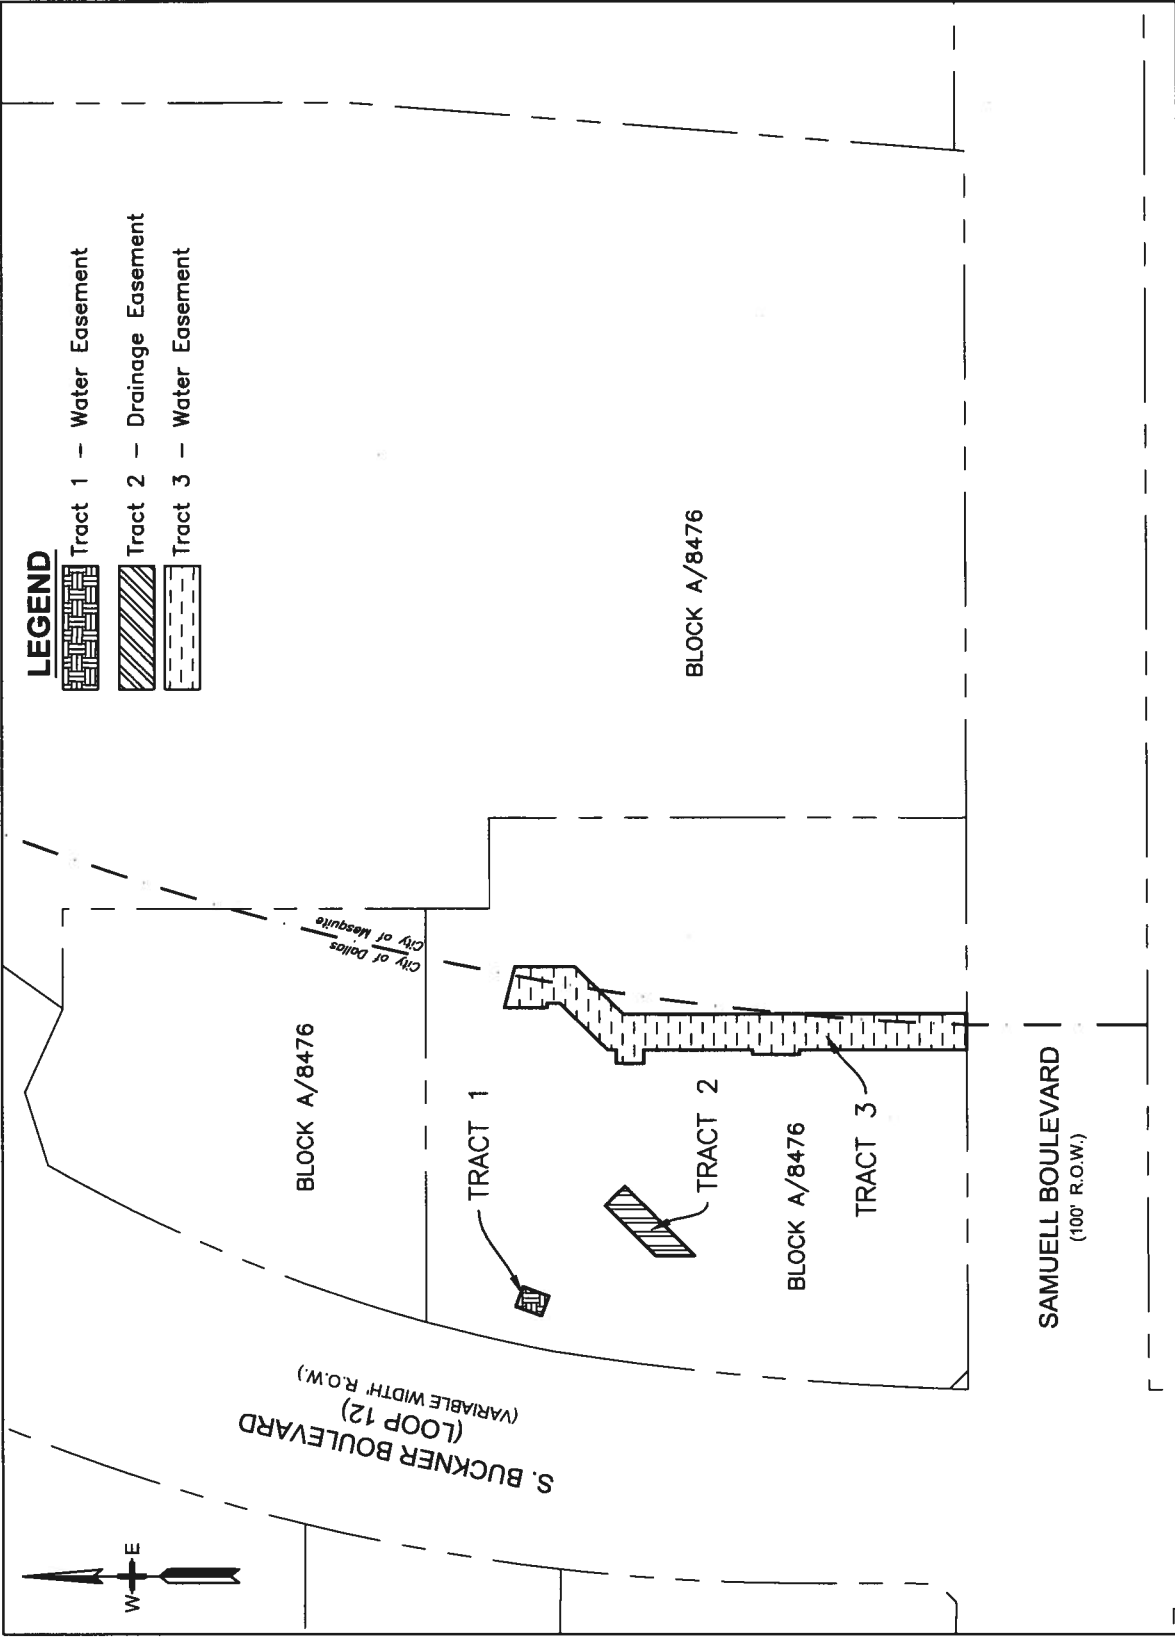 LEGEND
Tract 1 - Water Easement
Tract 2 - Drainage Easement
Tract 3 - Water Easement
W E
S. BUCKNER BOULEVARD
(LOOP 12)
(VARIABLE WIDTH' R.O.W.)
BLOCK A/8476
City of Dallas
City of Mesquite
TRACT 1
TRACT 2
BLOCK A/8476
TRACT 3
BLOCK A/8476
SAMUELL BOULEVARD
(100' R.O.W.)